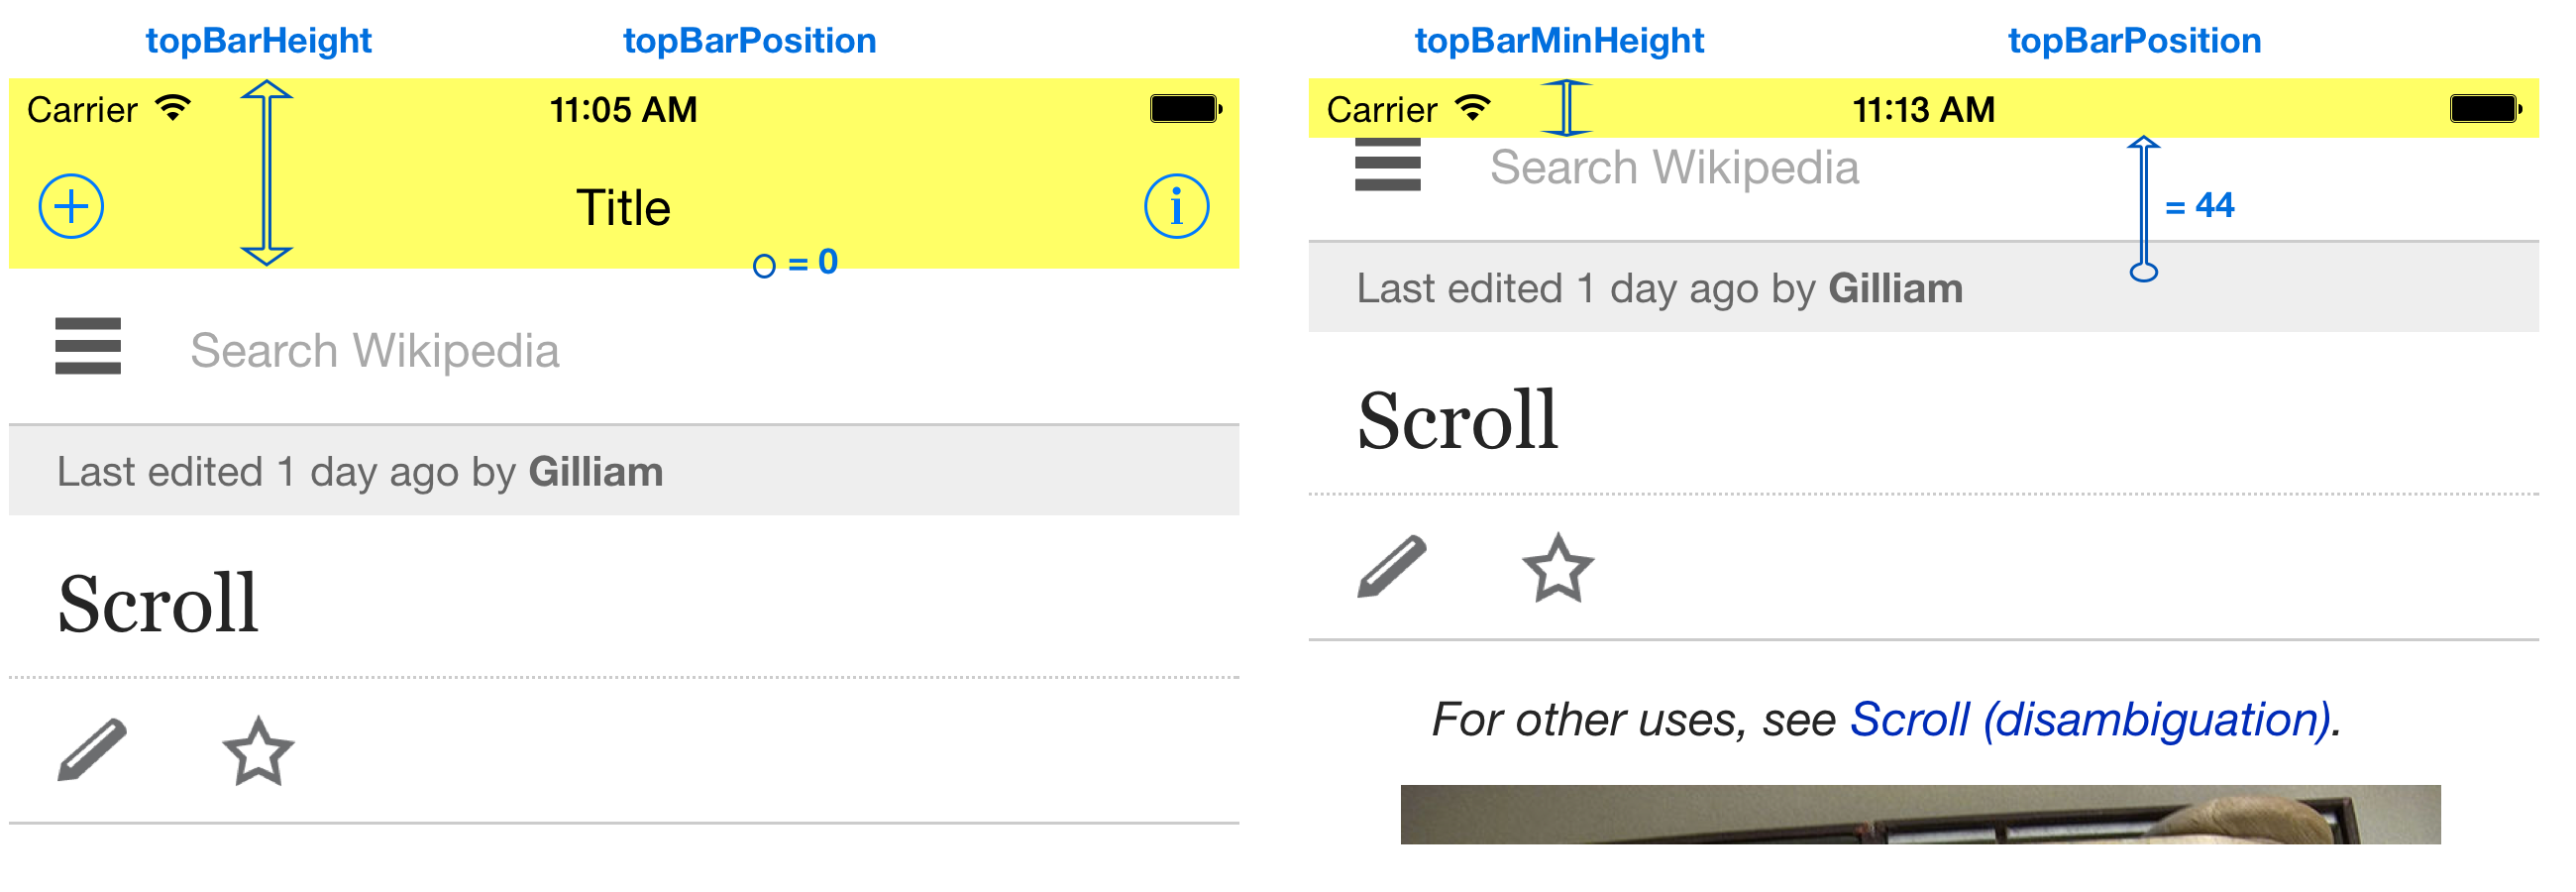 topBarHeight topBarPosition
Carrier 11:05 AM
Title
= 0
Search Wikipedia
Last edited 1 day ago by Gilliam
Scroll
topBarMinHeight topBarPosition
Carrier 11:13 AM
Search Wikipedia
= 44
Last edited 1 day ago by Gilliam
Scroll
For other uses, see Scroll (disambiguation).